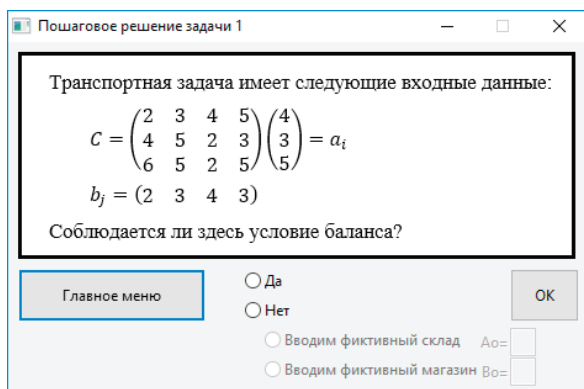 Пошаговое решение задачи 1
Транспортная задача имеет следующие входные данные:
2 3 4 5 4
C = 4 5 2 3 3 = aᵢ
6 5 2 5 5
bⱼ = (2 3 4 3)
Соблюдается ли здесь условие баланса?
Главное меню
Да
Нет
OK
Вводим фиктивный склад Ao=
Вводим фиктивный магазин Bo=